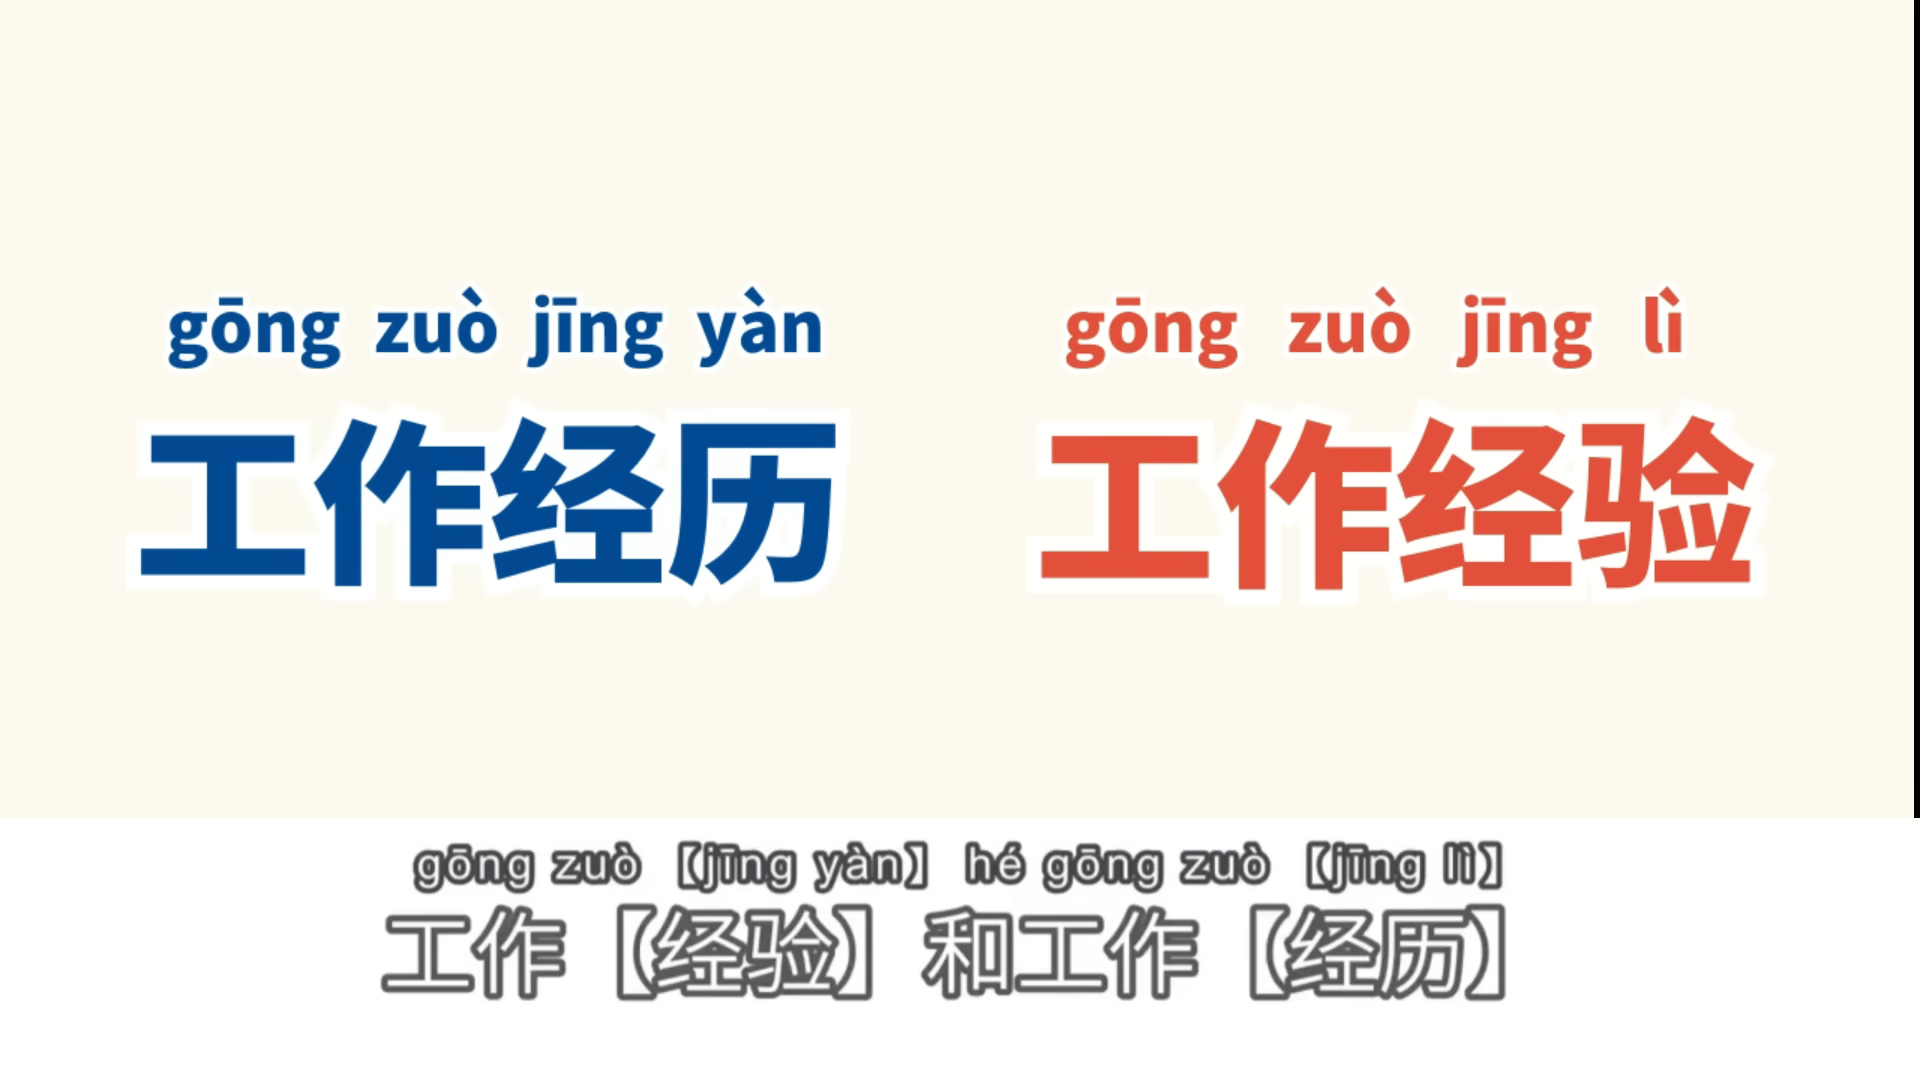 gōng zuò jīng yàn
工作经历
gōng zuò jīng lì
工作经验
gōng zuò 【jīng yàn】 hé gōng zuò 【jīng lì】
工作【经验】和工作【经历】